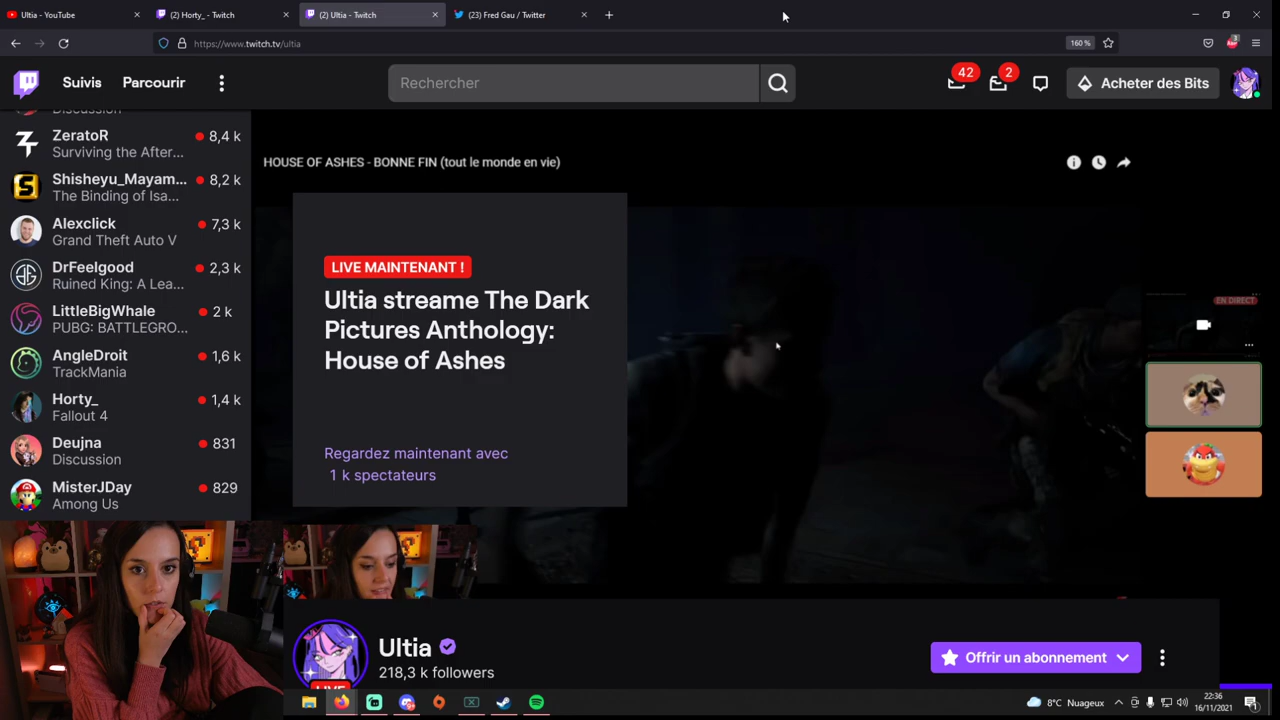 Ultia - YouTube
(2) Horty_ - Twitch
(2) Ultia - Twitch
(23) Fred Gau / Twitter
https://www.twitch.tv/ultia
160 %
3
Suivis
Parcourir
Rechercher
42
2
Acheter des Bits
Discussion
ZeratoR
8,4 k
Surviving the After...
Shisheyu_Mayam...
8,2 k
The Binding of Isa...
Alexclick
7,3 k
Grand Theft Auto V
DrFeelgood
2,3 k
Ruined King: A Lea...
LittleBigWhale
2 k
PUBG: BATTLEGRO...
AngleDroit
1,6 k
TrackMania
Horty_
1,4 k
Fallout 4
Deujna
831
Discussion
MisterJDay
829
Among Us
HOUSE OF ASHES - BONNE FIN (tout le monde en vie)
LIVE MAINTENANT !
Ultia streame The Dark
Pictures Anthology:
House of Ashes
Regardez maintenant avec
1 k spectateurs
EN DIRECT
Ultia
218,3 k followers
LIVE
Offrir un abonnement
8°C Nuageux
22:36
16/11/2021